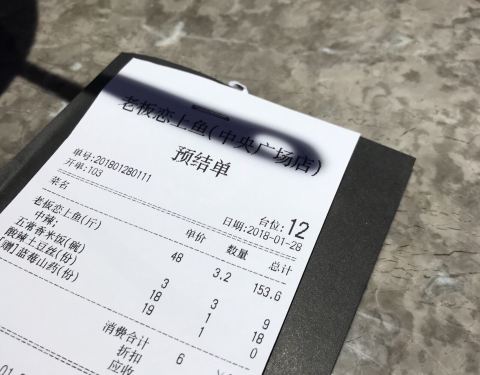 老板恋上鱼(中央广场店)
预结单
单号:201801280111
开单:103
台位:12
日期:2018-01-28
菜名 单价 数量 总计
老板恋上鱼(斤) 48 3.2 153.6
中辣,
五常香米饭(碗) 3 3 9
酸辣土豆丝(份) 18 1 18
[赠]蓝莓山药(份) 19 1 0
消费合计 6
折扣
应收